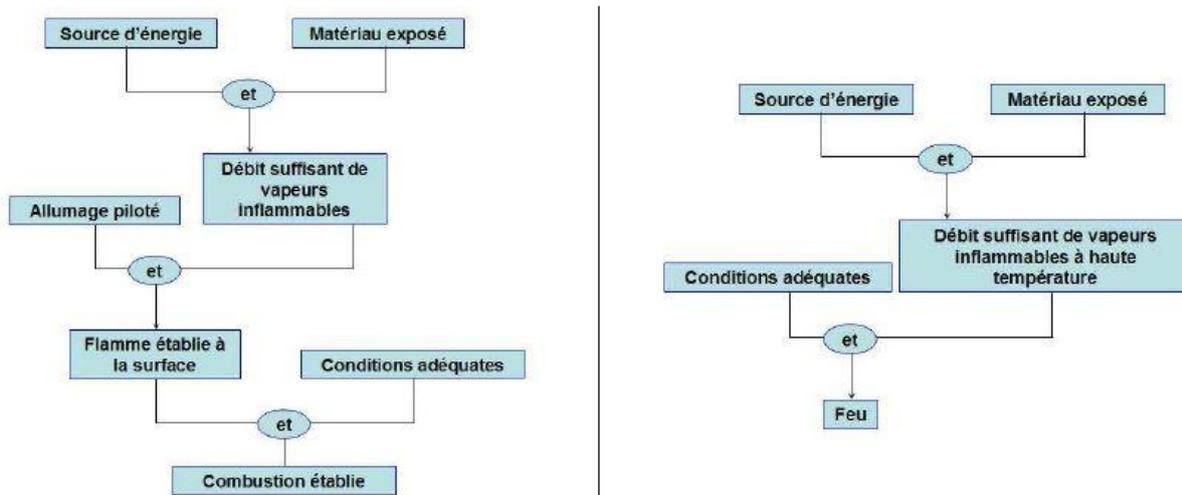 Source d'énergie
Matériau exposé
et
Débit suffisant de
vapeurs
inflammables
Allumage piloté
et
Flamme établie à
la surface
Conditions adéquates
et
Combustion établie
Source d'énergie
Matériau exposé
et
Débit suffisant de vapeurs
inflammables à haute
température
Conditions adéquates
et
Feu